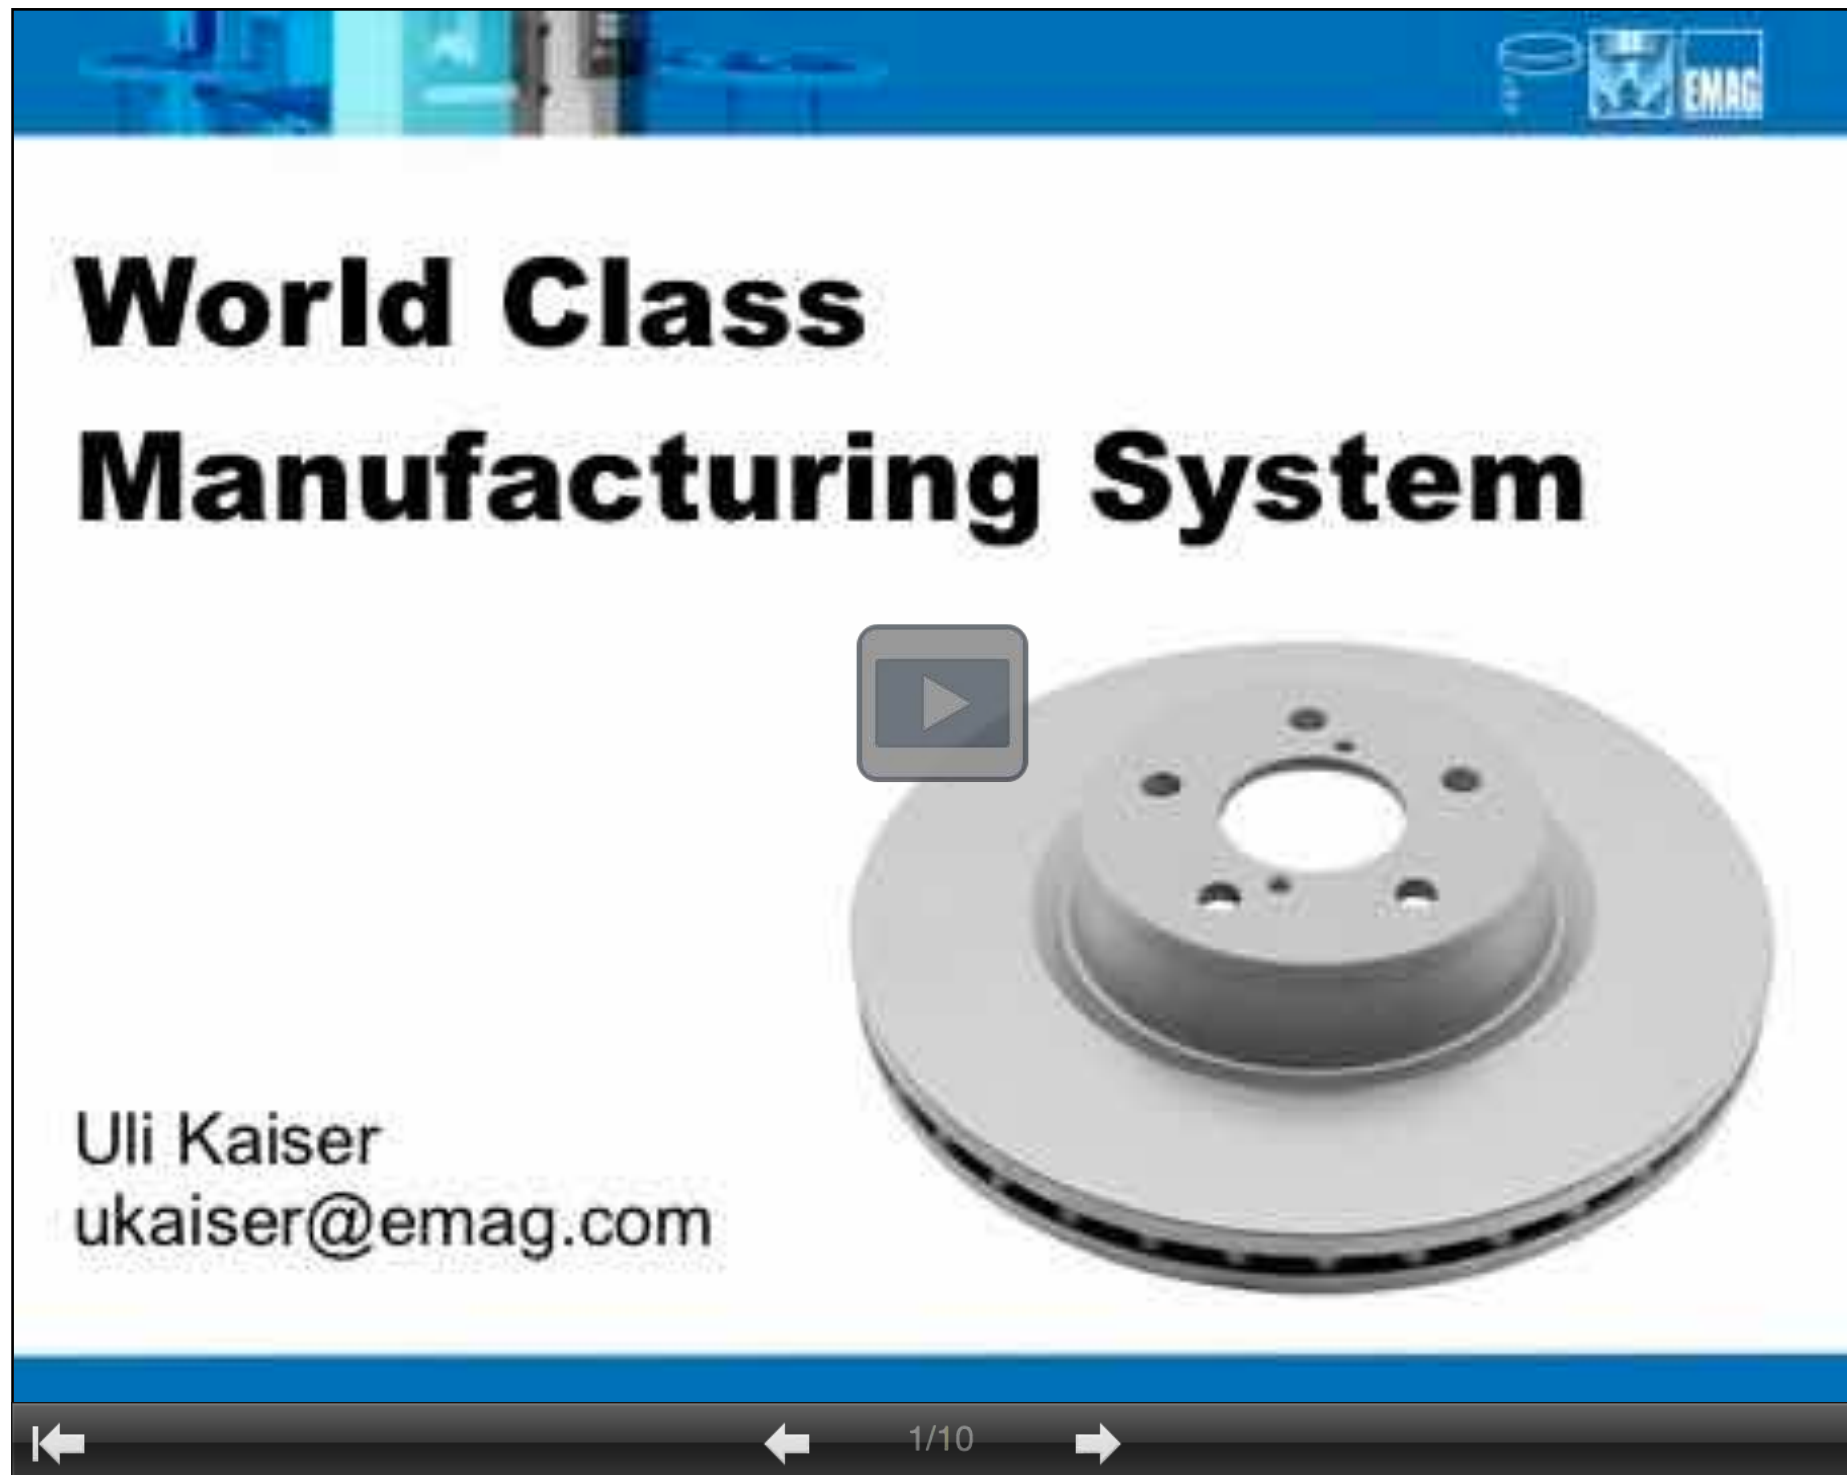 EMAG
World Class
Manufacturing System
Uli Kaiser
ukaiser@emag.com
1/10